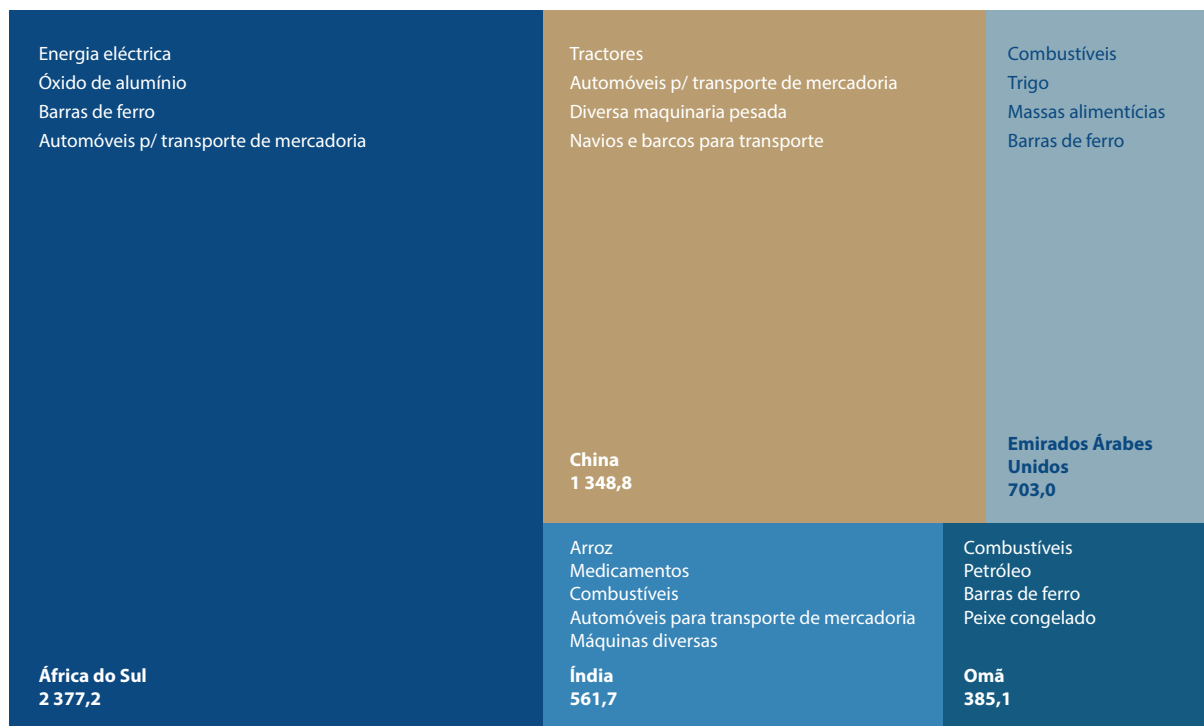 Energia eléctrica
Óxido de alumínio
Barras de ferro
Automóveis p/ transporte de mercadoria
África do Sul
2 377,2
Tractores
Automóveis p/ transporte de mercadoria
Diversa maquinaria pesada
Navios e barcos para transporte
China
1 348,8
Combustíveis
Trigo
Massas alimentícias
Barras de ferro
Emirados Árabes
Unidos
703,0
Arroz
Medicamentos
Combustíveis
Automóveis para transporte de mercadoria
Máquinas diversas
Índia
561,7
Combustíveis
Petróleo
Barras de ferro
Peixe congelado
Omã
385,1